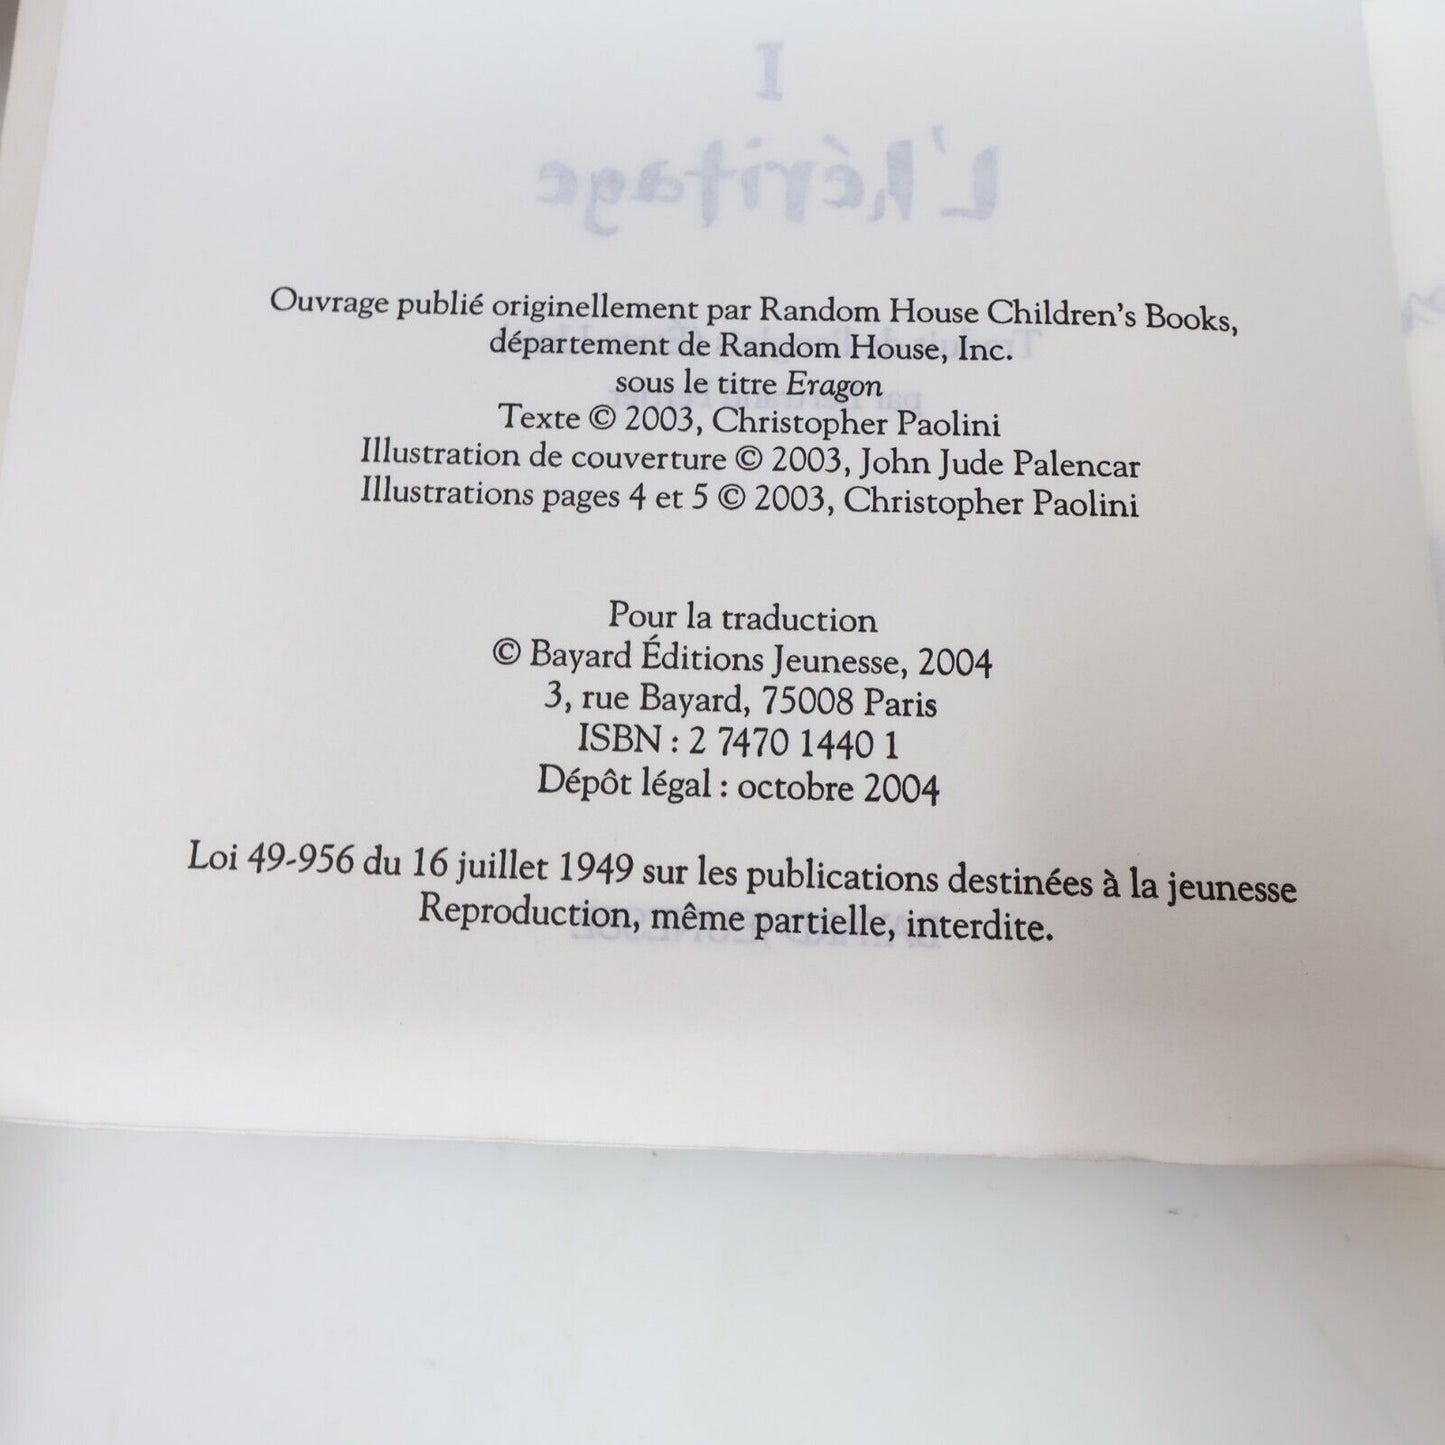 I
L'héritage
Ouvrage publié originellement par Random House Children's Books,
département de Random House, Inc.
sous le titre Eragon
Texte © 2003, Christopher Paolini
Illustration de couverture © 2003, John Jude Palencar
Illustrations pages 4 et 5 © 2003, Christopher Paolini
Pour la traduction
© Bayard Éditions Jeunesse, 2004
3, rue Bayard, 75008 Paris
ISBN : 2 7470 1440 1
Dépôt légal : octobre 2004
Loi 49-956 du 16 juillet 1949 sur les publications destinées à la jeunesse
Reproduction, même partielle, interdite.